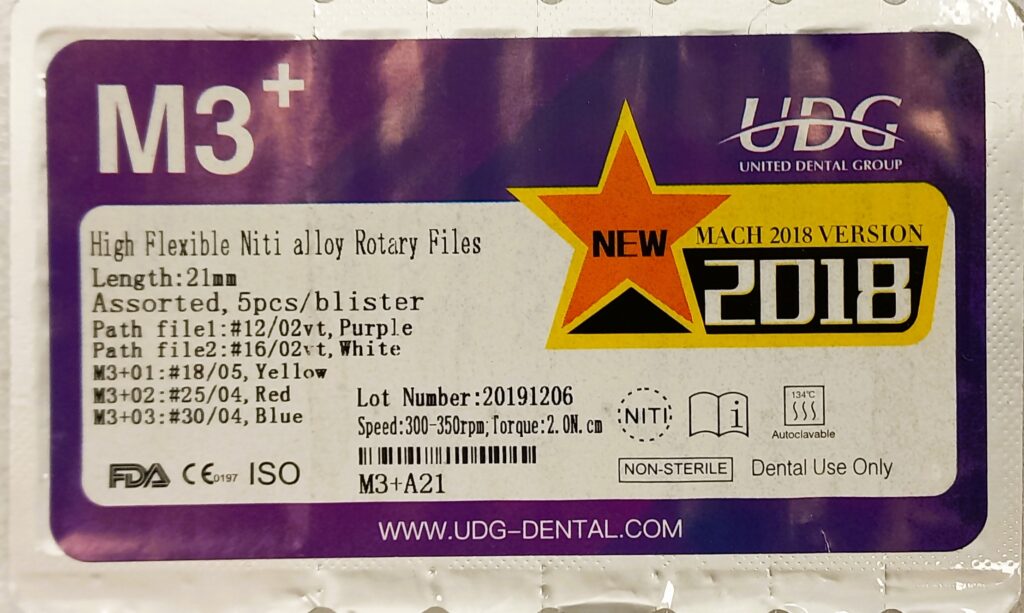 M3+
UDG
UNITED DENTAL GROUP
NEW
MACH 2018 VERSION
2018
High Flexible Niti alloy Rotary Files
Length:21mm
Assorted, 5pcs/blister
Path file1:#12/02vt, Purple
Path file2:#16/02vt, White
M3+01:#18/05, Yellow
M3+02:#25/04, Red
M3+03:#30/04, Blue
Lot Number:20191206
Speed:300-350rpm;Torque:2.0N.cm
M3+A21
NITI
i
134℃
Autoclavable
FDA CE0197 ISO
NON-STERILE
Dental Use Only
WWW.UDG-DENTAL.COM